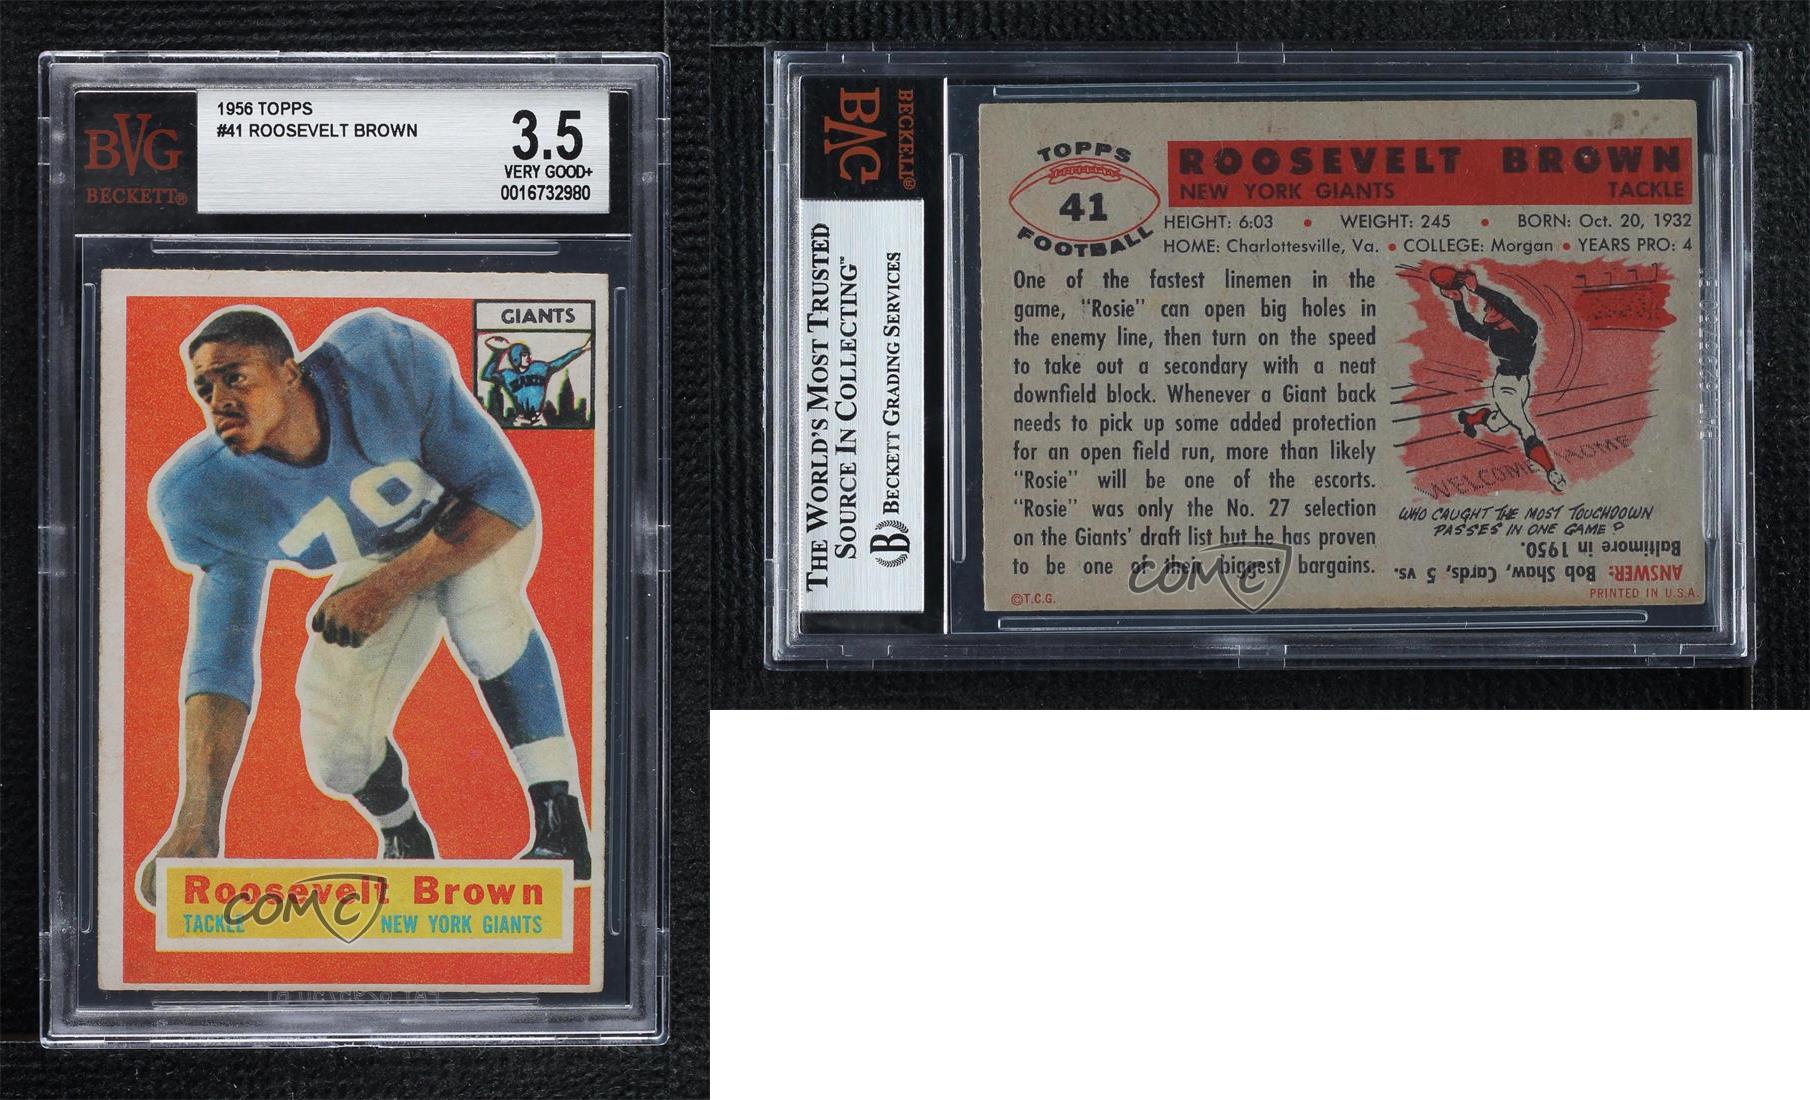 BVG
BECKETT®
1956 TOPPS
#41 ROOSEVELT BROWN
3.5
VERY GOOD+
0016732980
GIANTS
79
Roosevelt Brown
TACKLE NEW YORK GIANTS
COMC
BECKETT®
BVG
THE WORLD'S MOST TRUSTED
SOURCE IN COLLECTING™
BECKETT GRADING SERVICES
TOPPS
41
FOOTBALL
ROOSEVELT BROWN
NEW YORK GIANTS TACKLE
HEIGHT: 6:03 • WEIGHT: 245 • BORN: Oct. 20, 1932
HOME: Charlottesville, Va. • COLLEGE: Morgan • YEARS PRO: 4
One of the fastest linemen in the
game, "Rosie" can open big holes in
the enemy line, then turn on the speed
to take out a secondary with a neat
downfield block. Whenever a Giant back
needs to pick up some added protection
for an open field run, more than likely
"Rosie" will be one of the escorts.
"Rosie" was only the No. 27 selection
on the Giants' draft list but he has proven
to be one of their biggest bargains.
WELCOME HOME
WHO CAUGHT THE MOST TOUCHDOWN
PASSES IN ONE GAME?
ANSWER: Bob Shaw, Cards, 5 vs.
Baltimore in 1950.
©T.C.G.
PRINTED IN U.S.A.
COMC